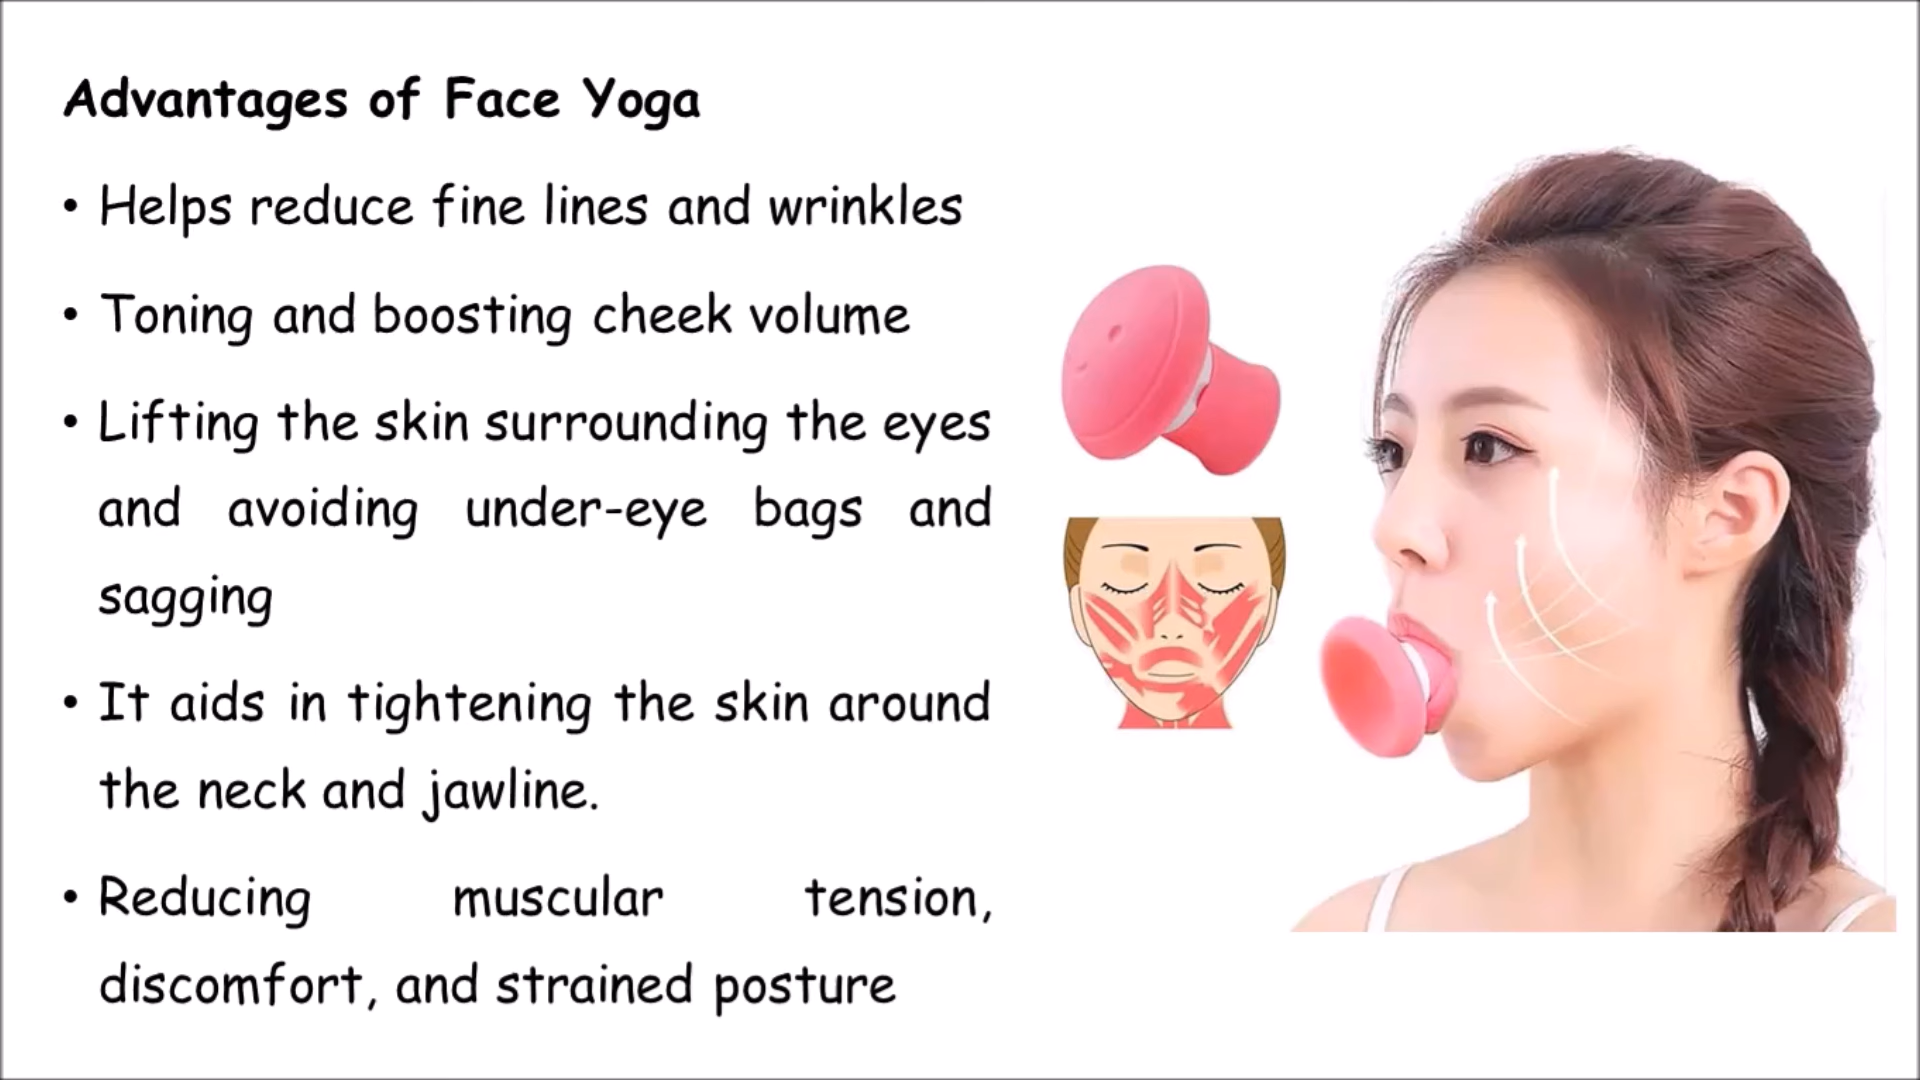 Advantages of Face Yoga
• Helps reduce fine lines and wrinkles
• Toning and boosting cheek volume
• Lifting the skin surrounding the eyes
and avoiding under-eye bags and
sagging
• It aids in tightening the skin around
the neck and jawline.
• Reducing muscular tension,
discomfort, and strained posture